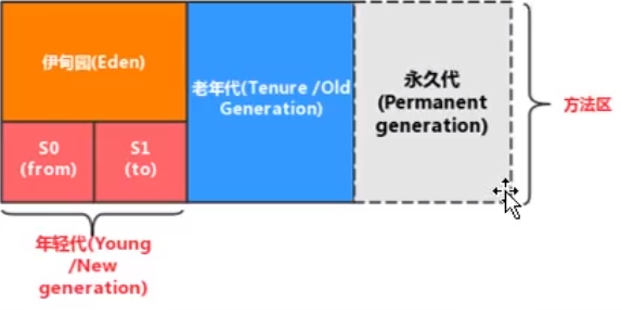 伊甸园(Eden)
S0
(from)
S1
(to)
老年代(Tenure /Old
Generation)
永久代
(Permanent
generation)
方法区
年轻代(Young
/New
generation)